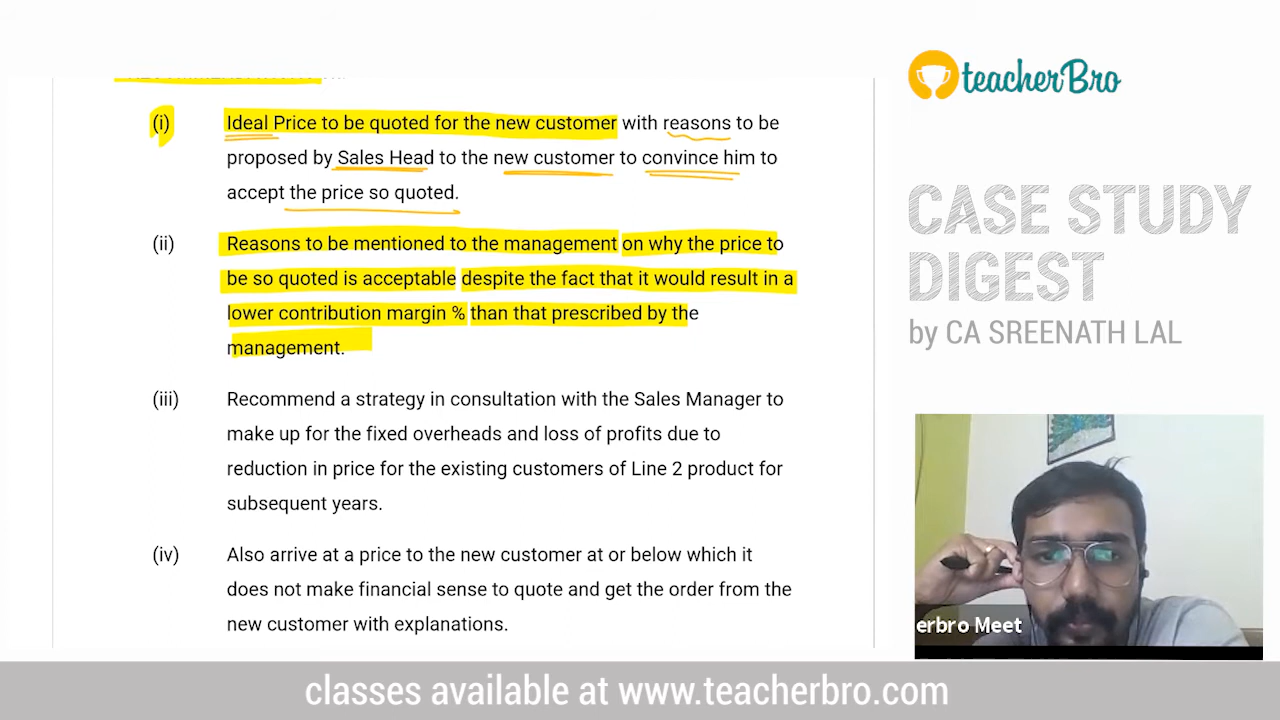 (i) Ideal Price to be quoted for the new customer with reasons to be
proposed by Sales Head to the new customer to convince him to
accept the price so quoted.
(ii) Reasons to be mentioned to the management on why the price to
be so quoted is acceptable despite the fact that it would result in a
lower contribution margin % than that prescribed by the
management.
(iii) Recommend a strategy in consultation with the Sales Manager to
make up for the fixed overheads and loss of profits due to
reduction in price for the existing customers of Line 2 product for
subsequent years.
(iv) Also arrive at a price to the new customer at or below which it
does not make financial sense to quote and get the order from the
new customer with explanations.
teacherBro
CASE STUDY
DIGEST
by CA SREENATH LAL
erbro Meet
classes available at www.teacherbro.com